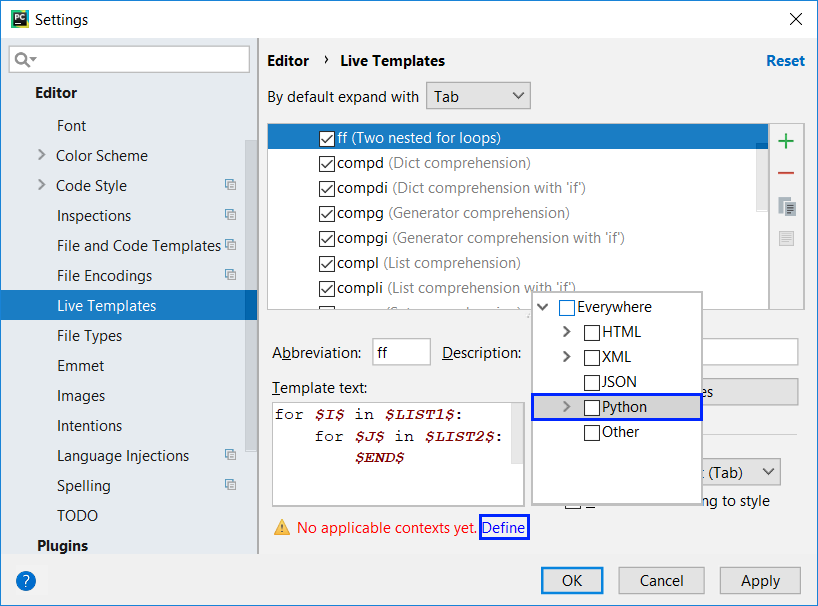 PC Settings
Editor › Live Templates Reset
By default expand with Tab
Editor
Font
Color Scheme
Code Style
Inspections
File and Code Templates
File Encodings
Live Templates
File Types
Emmet
Images
Intentions
Language Injections
Spelling
TODO
Plugins
ff (Two nested for loops)
compd (Dict comprehension)
compdi (Dict comprehension with 'if')
compg (Generator comprehension)
compgi (Generator comprehension with 'if')
compl (List comprehension)
compli (List comprehension with 'if')
Abbreviation: ff Description:
Template text:
for $I$ in $LIST1$:
for $J$ in $LIST2$:
$END$
Everywhere
HTML
XML
JSON
Python
Other
(Tab)
to style
No applicable contexts yet. Define
? OK Cancel Apply